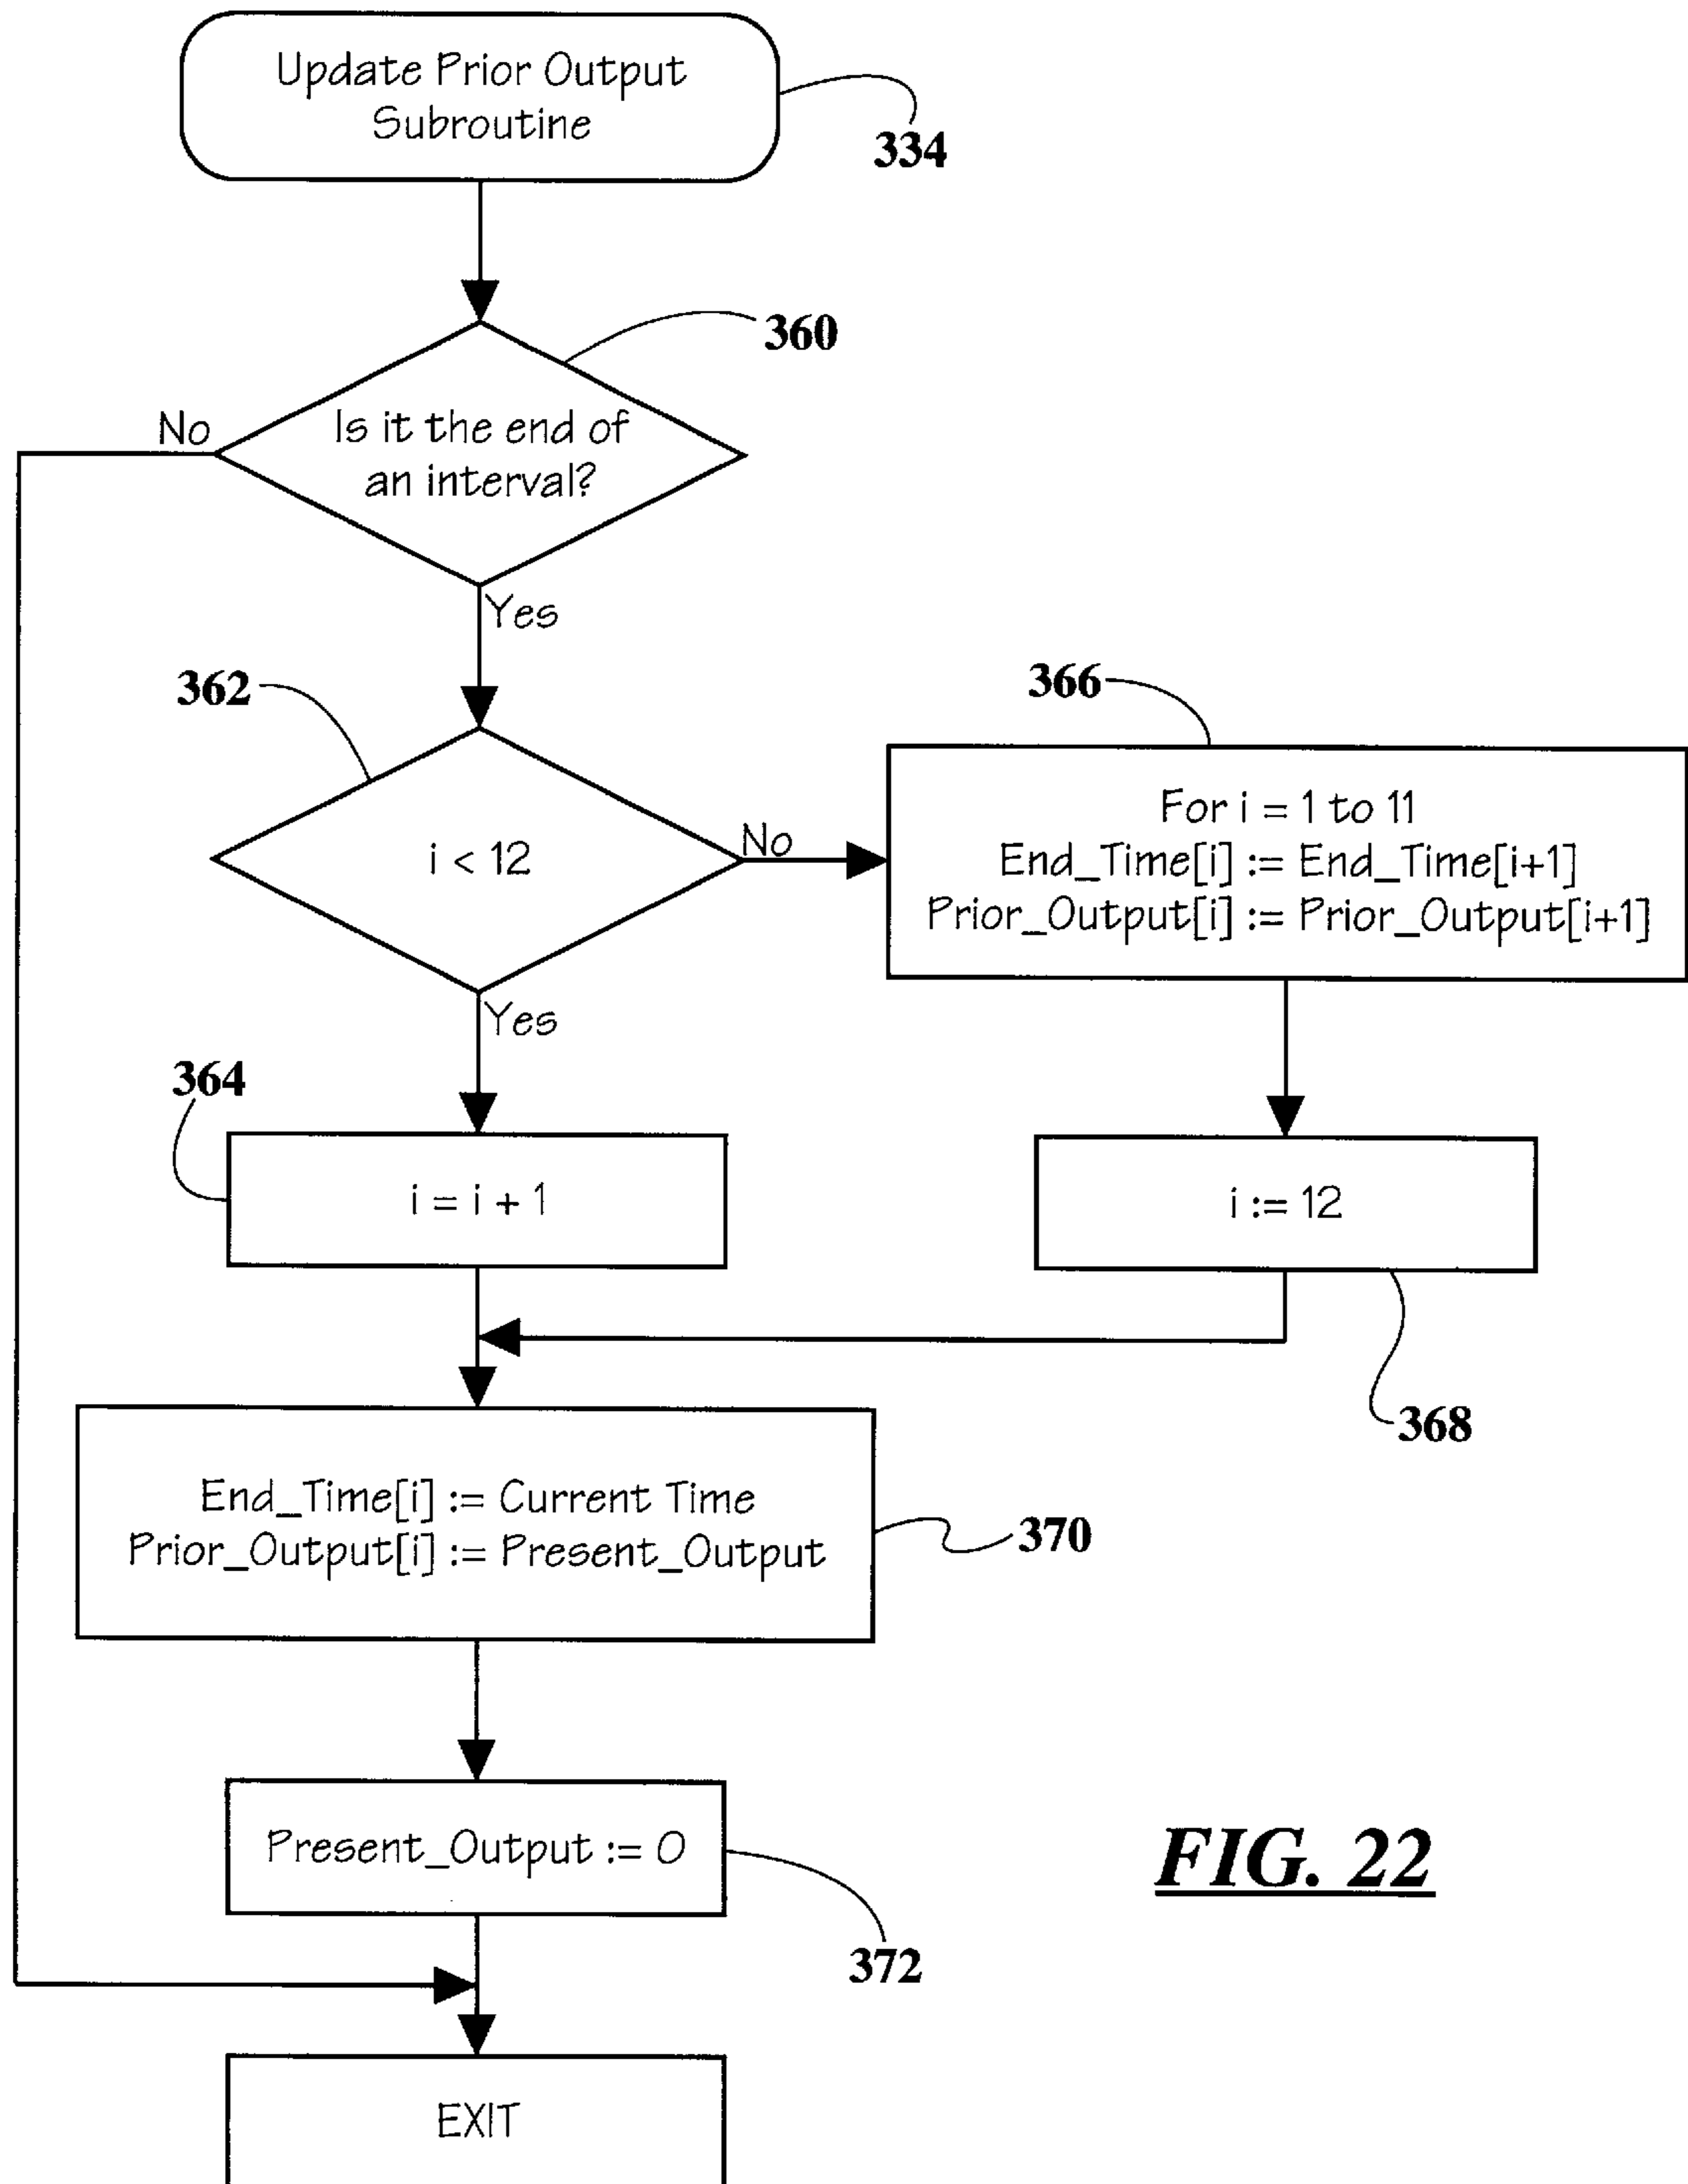 Update Prior Output
Subroutine
334
360
Is it the end of
an interval?
No
Yes
362
i < 12
No
Yes
366
For i = 1 to 11
End_Time[i] := End_Time[i+1]
Prior_Output[i] := Prior_Output[i+1]
364
i = i + 1
i := 12
368
End_Time[i] := Current Time
Prior_Output[i] := Present_Output
370
Present_Output := 0
372
FIG. 22
EXIT